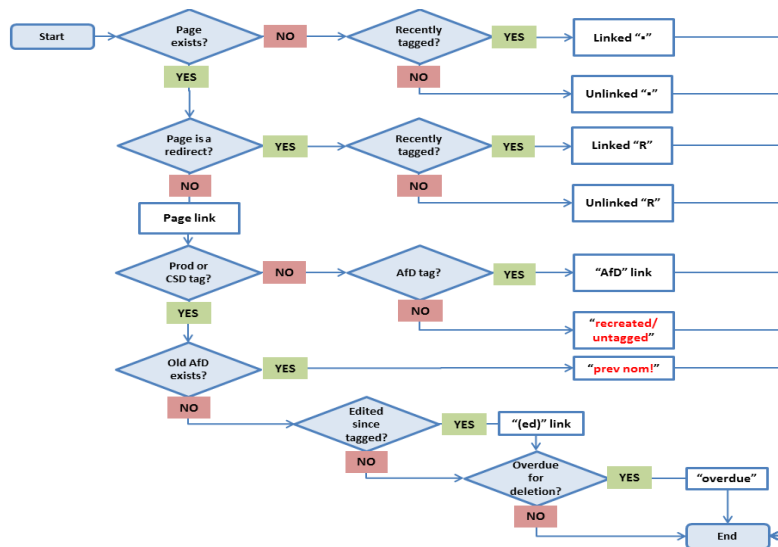 Page
exists?
Recently
tagged?
Start
NO
YES
Linked “▪”
YES
NO
Unlinked “▪”
Page is a
redirect?
Recently
tagged?
YES
YES
Linked “R”
NO
NO
Unlinked “R”
Page link
Prod or
CSD tag?
NO
AfD tag?
YES
“AfD” link
YES
NO
“recreated/
untagged”
Old AfD
exists?
YES
“prev nom!”
NO
Edited
since
tagged?
YES
“(ed)” link
NO
Overdue
for
deletion?
YES
“overdue”
NO
End